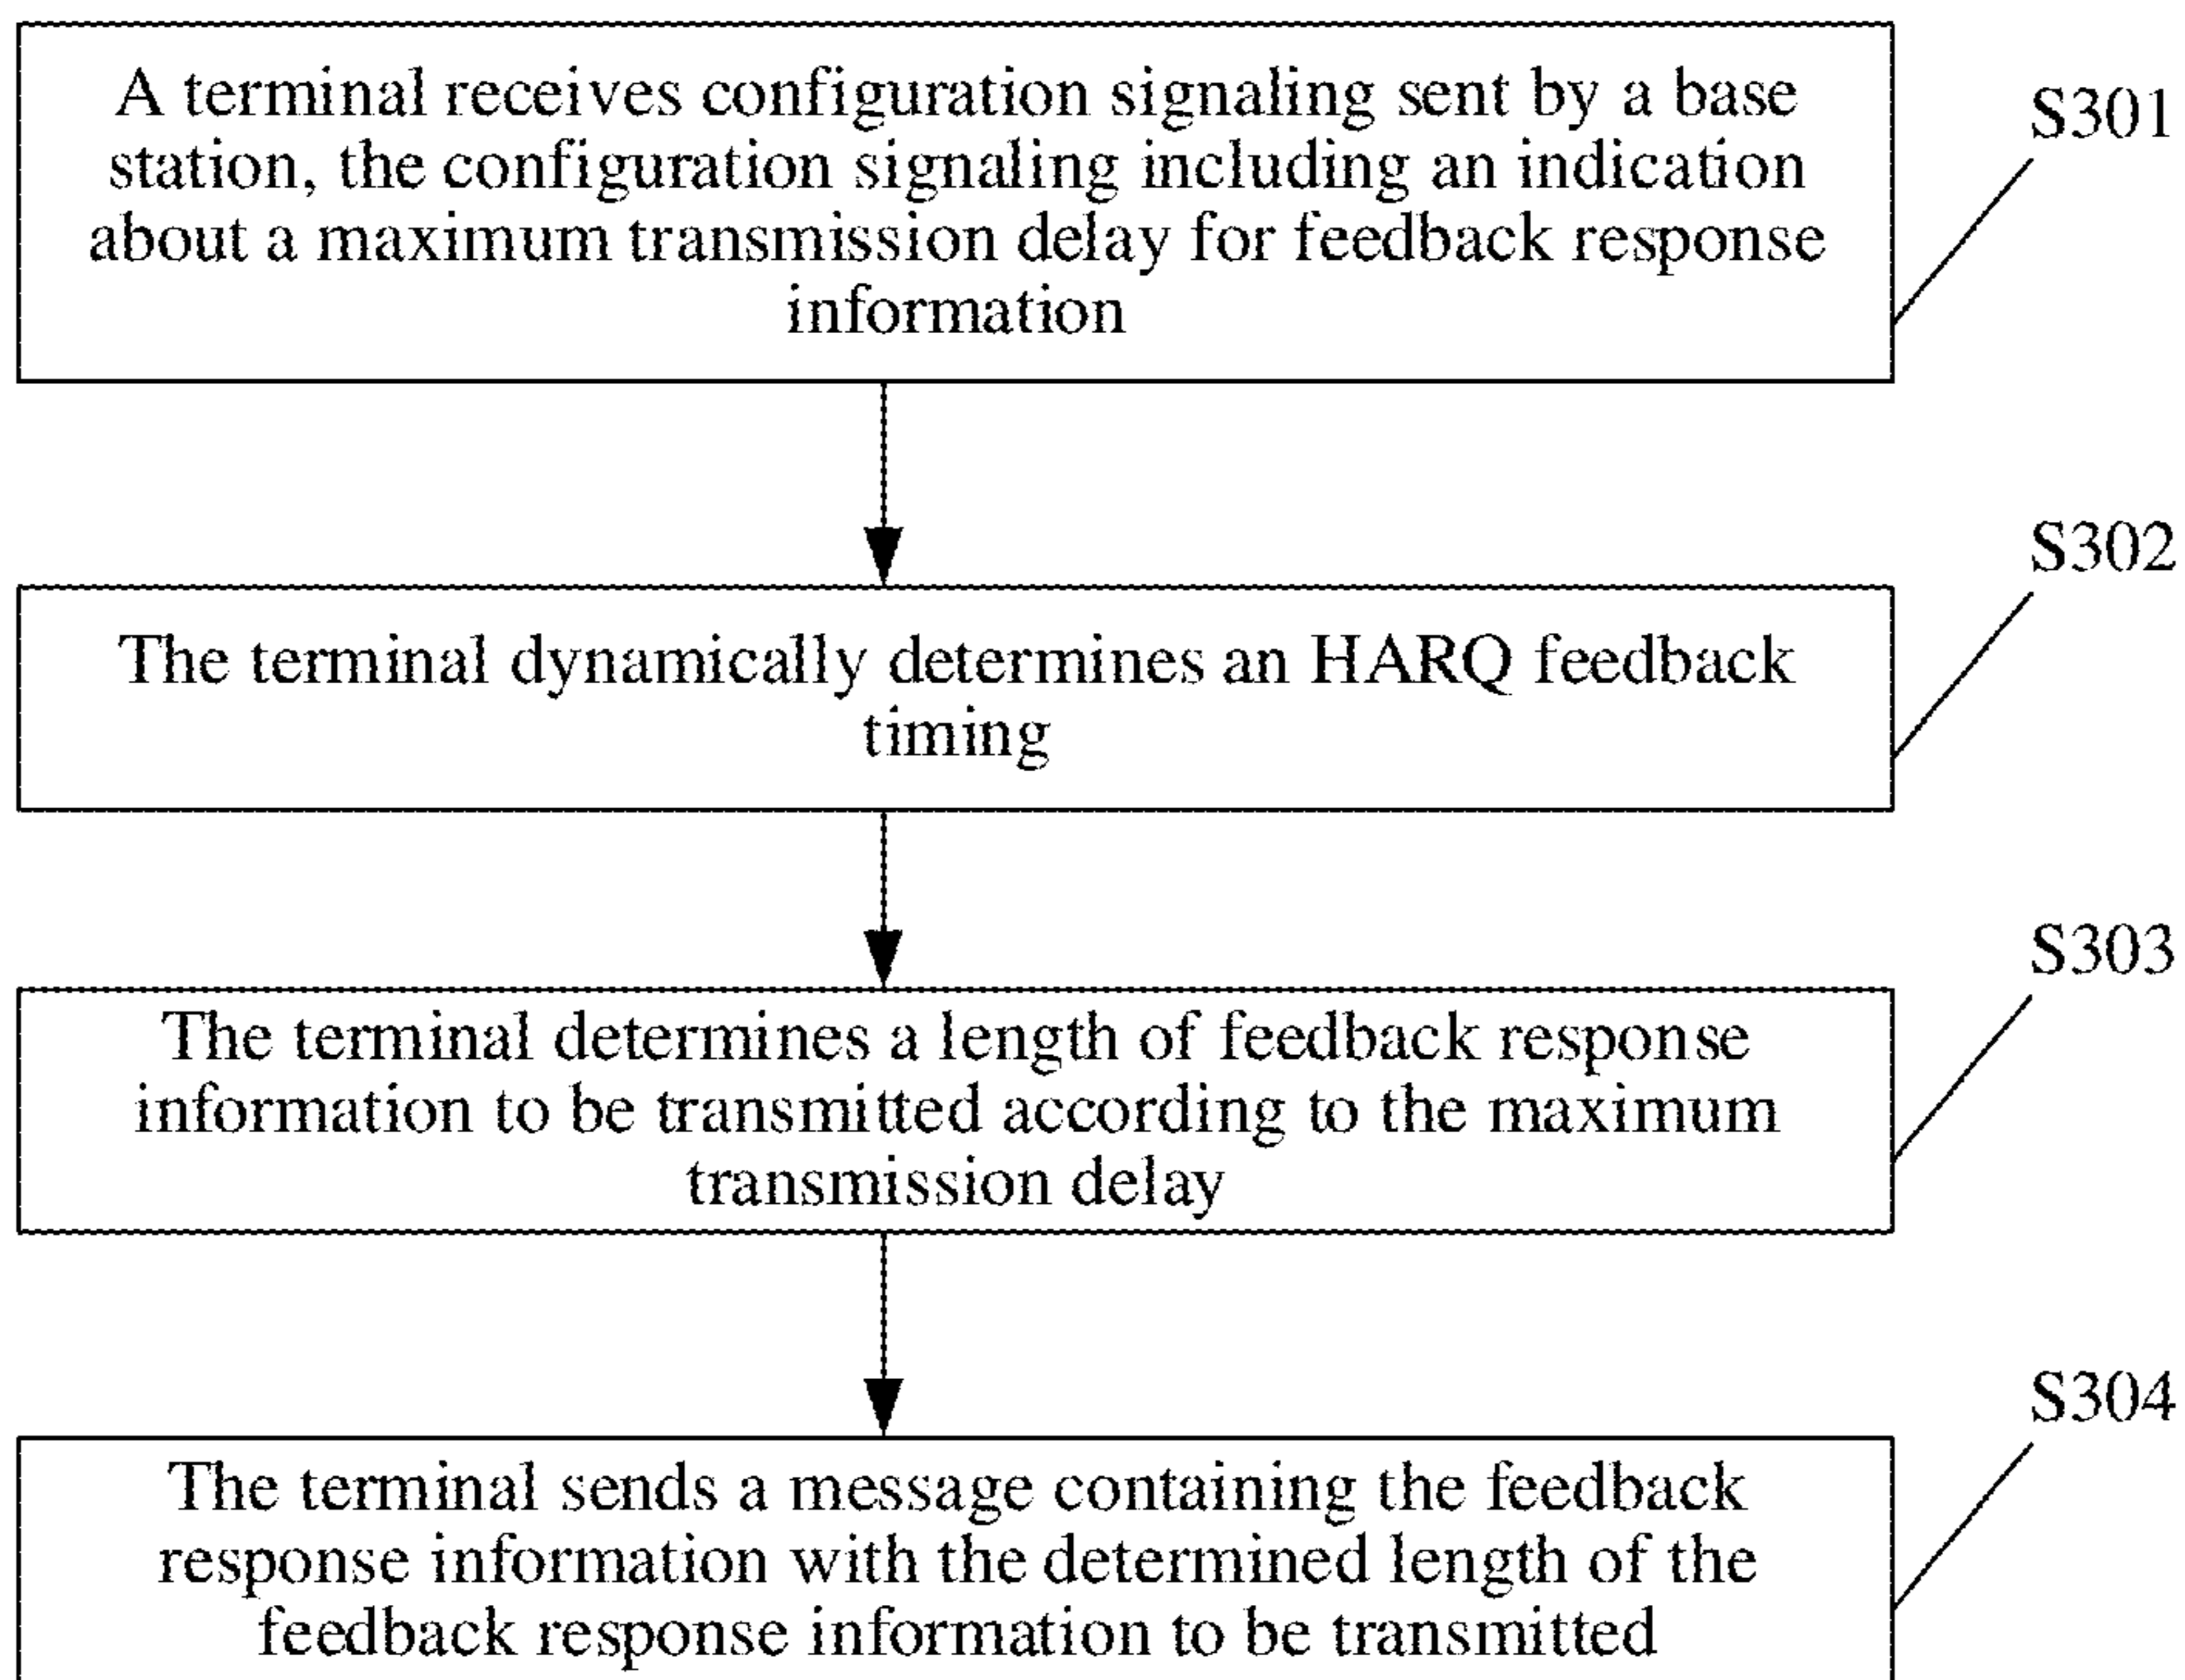 A terminal receives configuration signaling sent by a base
station, the configuration signaling including an indication
about a maximum transmission delay for feedback response
information
S301
The terminal dynamically determines an HARQ feedback
timing
S302
The terminal determines a length of feedback response
information to be transmitted according to the maximum
transmission delay
S303
The terminal sends a message containing the feedback
response information with the determined length of the
feedback response information to be transmitted
S304